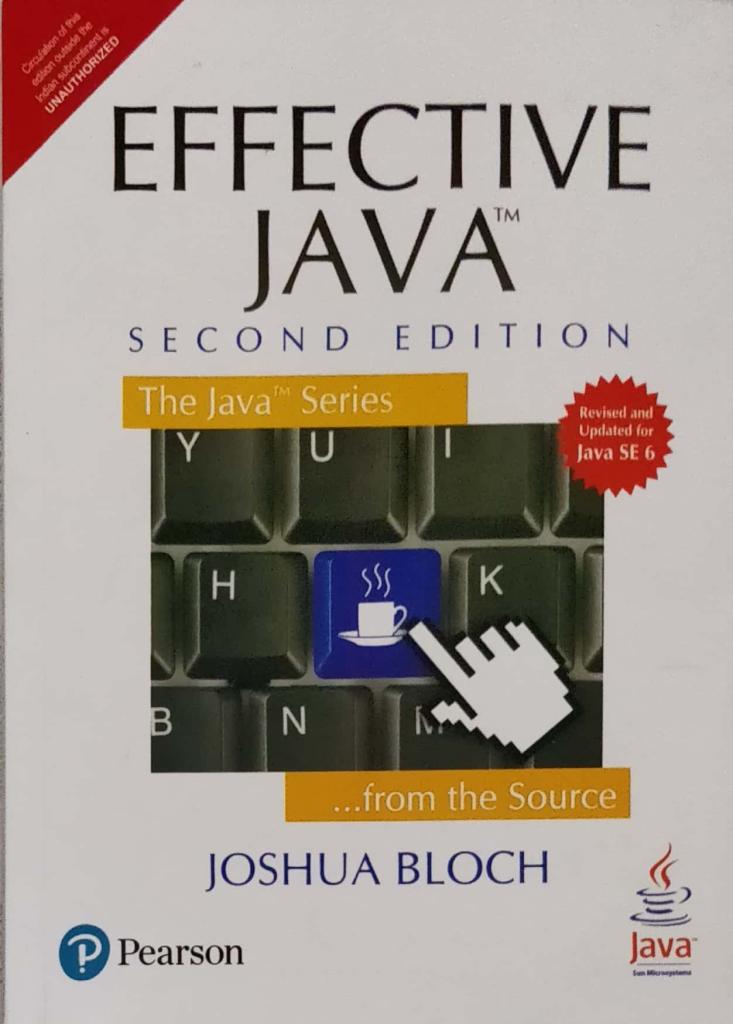 Circulation of this
edition outside the
Indian subcontinent is
UNAUTHORIZED
EFFECTIVE
JAVA™
SECOND EDITION
The Java™ Series
Revised and
Updated for
Java SE 6
Y U I
H K
B N M
...from the Source
JOSHUA BLOCH
Pearson
Java™
Sun Microsystems